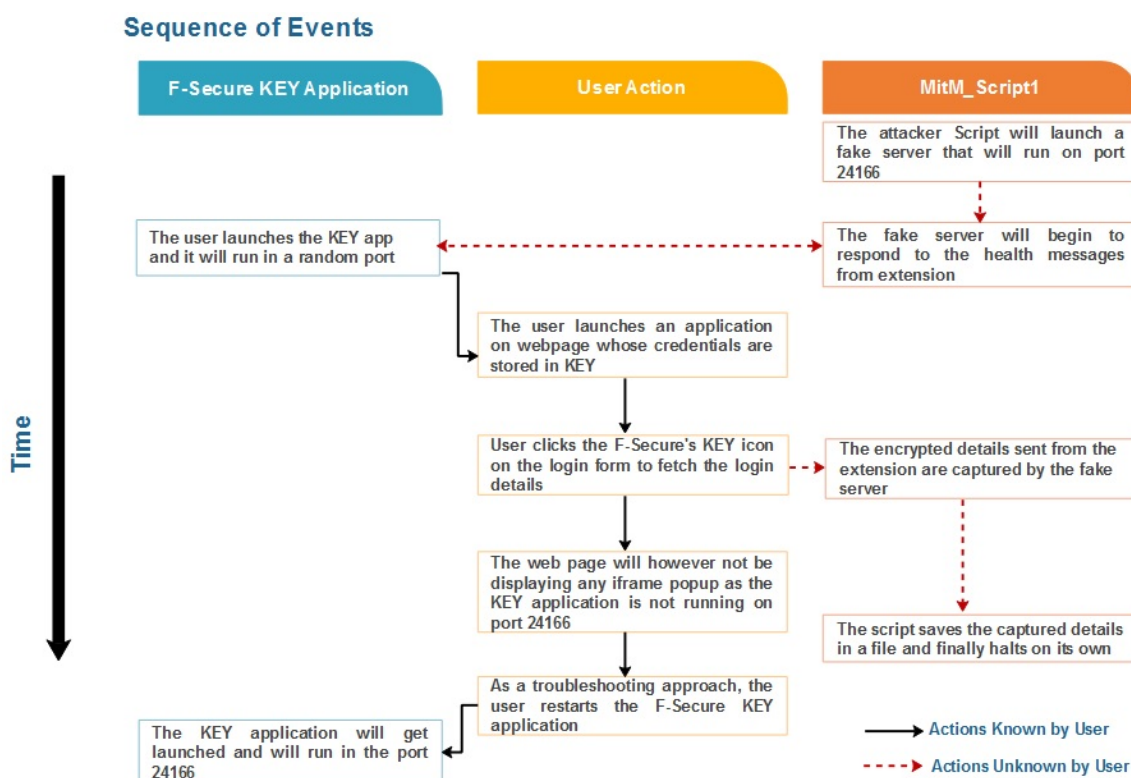 Sequence of Events
F-Secure KEY Application
User Action
MitM_Script1
The attacker Script will launch a
fake server that will run on port
24166
The user launches the KEY app
and it will run in a random port
The fake server will begin to
respond to the health messages
from extension
The user launches an application
on webpage whose credentials are
stored in KEY
Time
User clicks the F-Secure's KEY icon
on the login form to fetch the login
details
The encrypted details sent from the
extension are captured by the fake
server
The web page will however not be
displaying any iframe popup as the
KEY application is not running on
port 24166
The script saves the captured details
in a file and finally halts on its own
As a troubleshooting approach, the
user restarts the F-Secure KEY
application
The KEY application will get
launched and will run in the port
24166
Actions Known by User
Actions Unknown by User